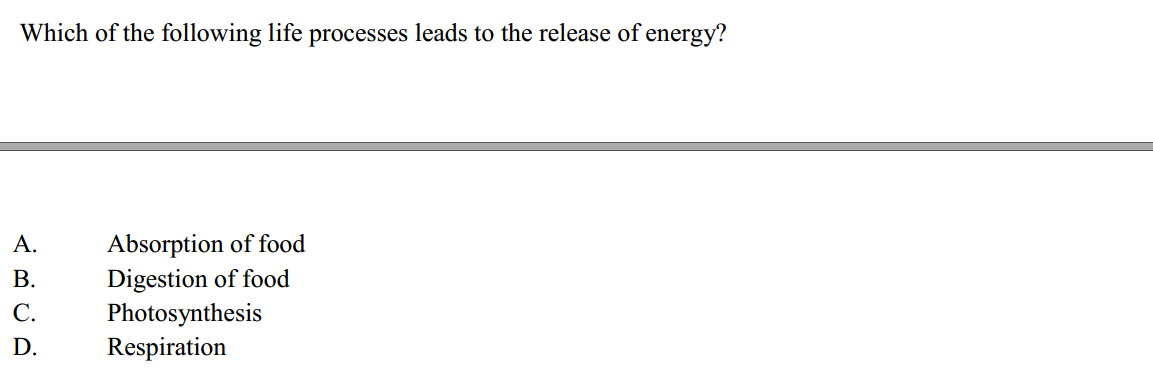 Which of the following life processes leads to the release of energy?
A. Absorption of food
B. Digestion of food
C. Photosynthesis
D. Respiration